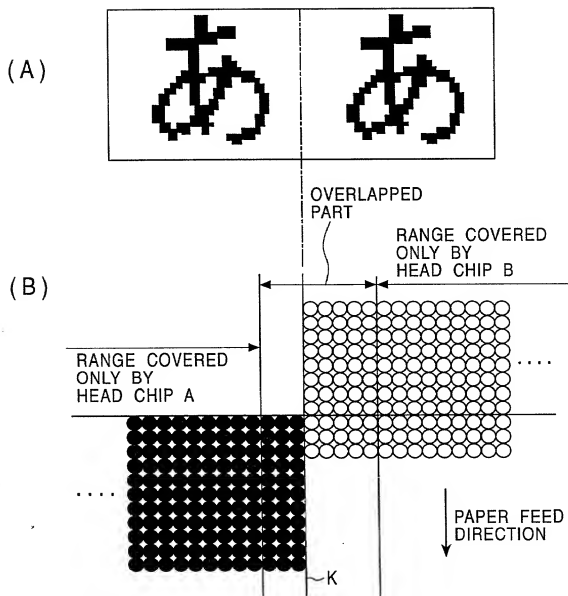 (A)
あ あ
OVERLAPPED
PART
RANGE COVERED
ONLY BY
HEAD CHIP B
(B)
RANGE COVERED
ONLY BY
HEAD CHIP A
....
....
PAPER FEED
DIRECTION
K